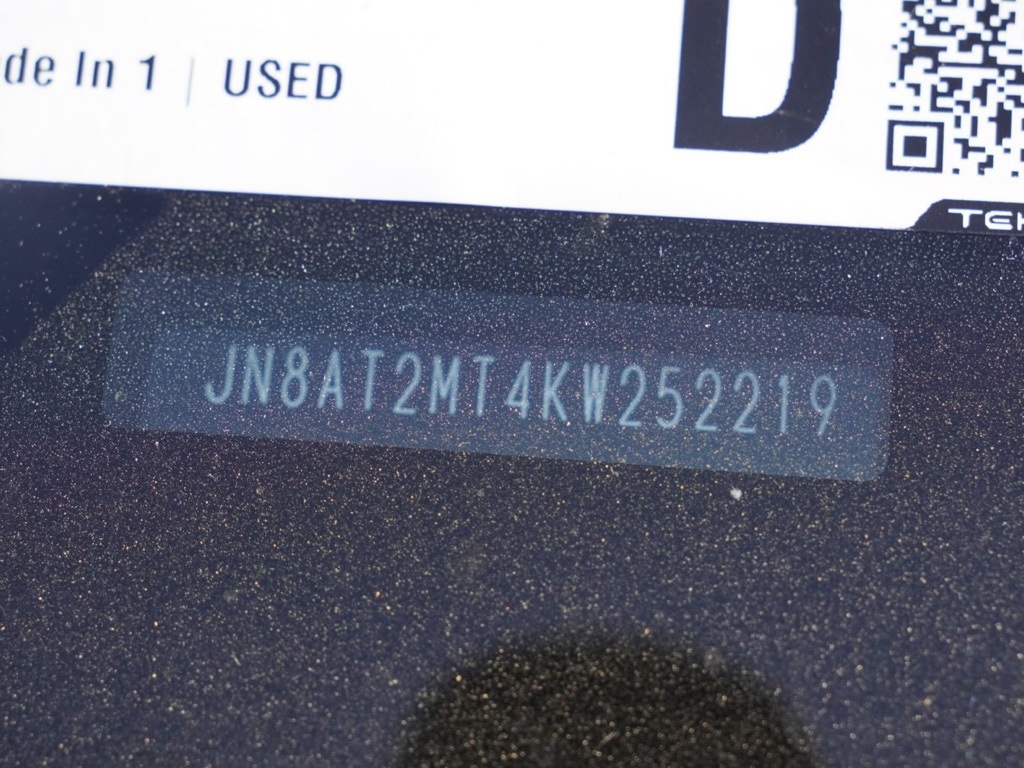 de In 1 | USED
D
TEK
JN8AT2MT4KW252219